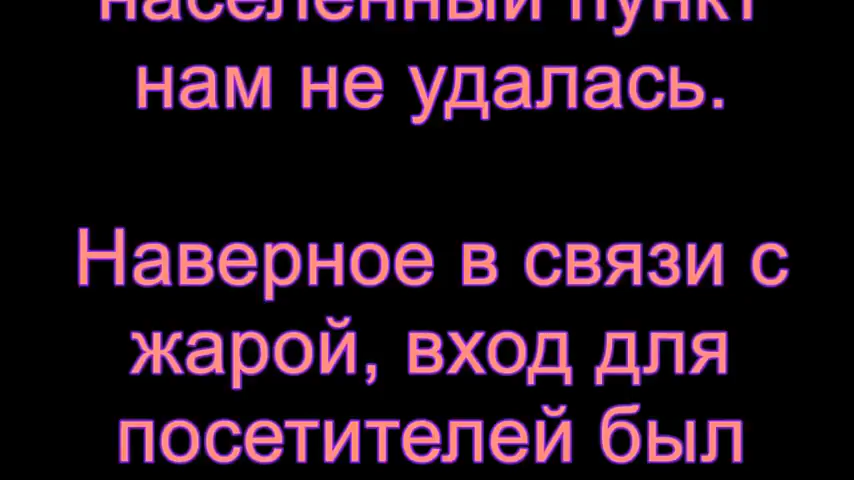 населенный пункт
нам не удалась.
Наверное в связи с
жарой, вход для
посетителей был